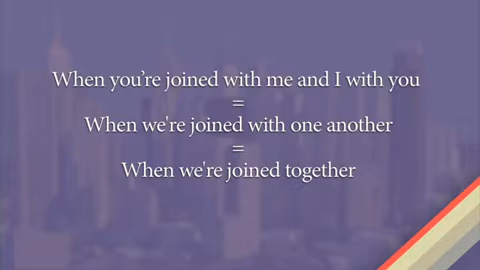 When you’re joined with me and I with you
=
When we're joined with one another
=
When we're joined together